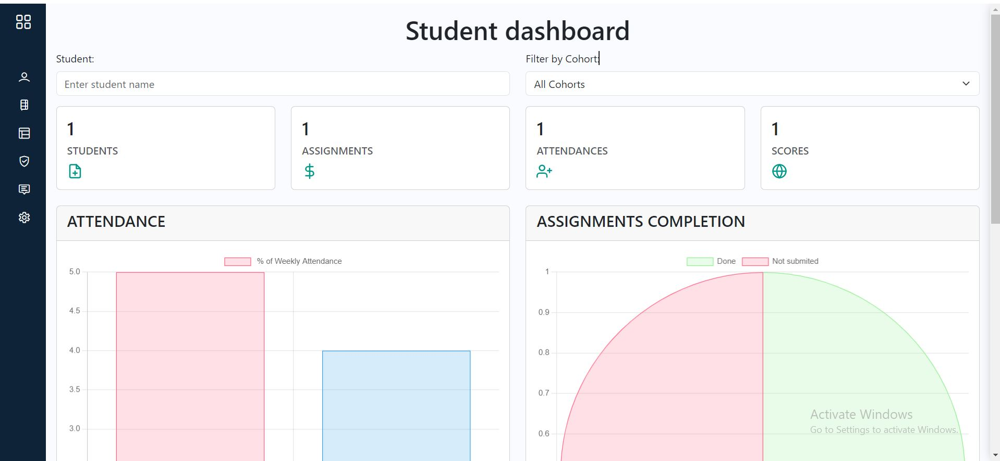 Student dashboard
Student:
Filter by Cohort:
Enter student name
All Cohorts
1
STUDENTS
1
ASSIGNMENTS
1
ATTENDANCES
1
SCORES
ATTENDANCE
% of Weekly Attendance
5.0
4.5
4.0
3.5
3.0
ASSIGNMENTS COMPLETION
Done
Not submited
1
0.9
0.8
0.7
0.6
Activate Windows
Go to Settings to activate Windows.